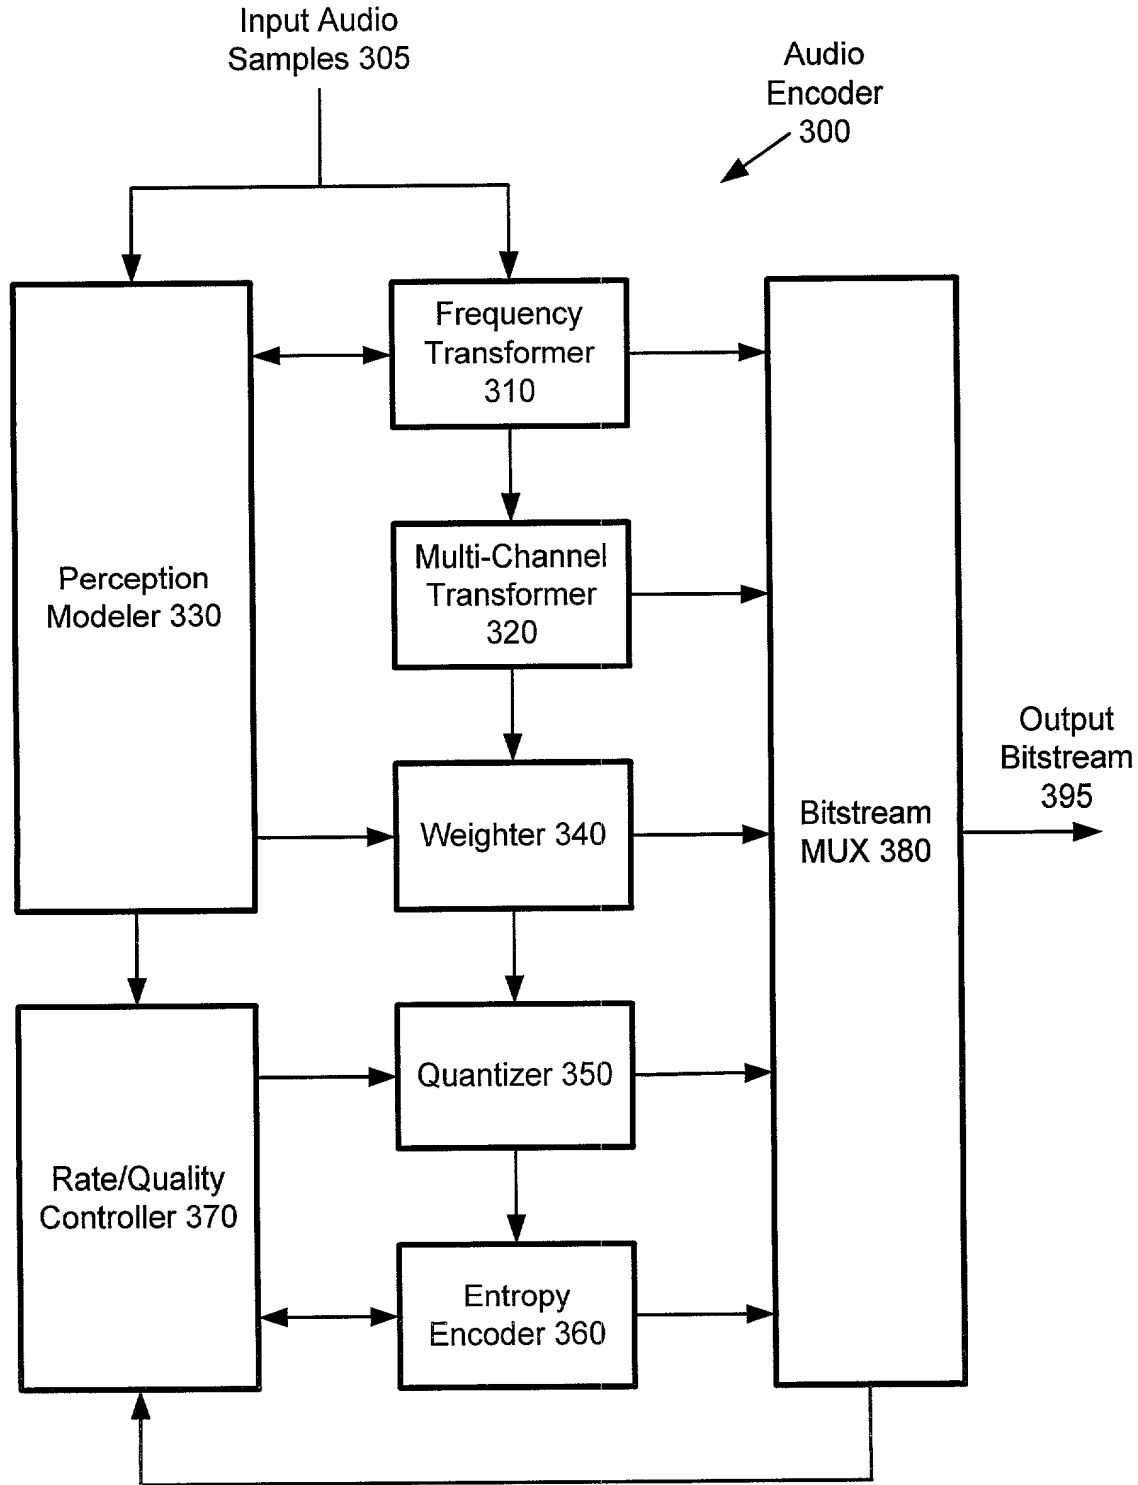 Input Audio
Samples 305
Audio
Encoder
300
Frequency
Transformer
310
Perception
Modeler 330
Multi-Channel
Transformer
320
Weighter 340
Bitstream
MUX 380
Output
Bitstream
395
Quantizer 350
Rate/Quality
Controller 370
Entropy
Encoder 360